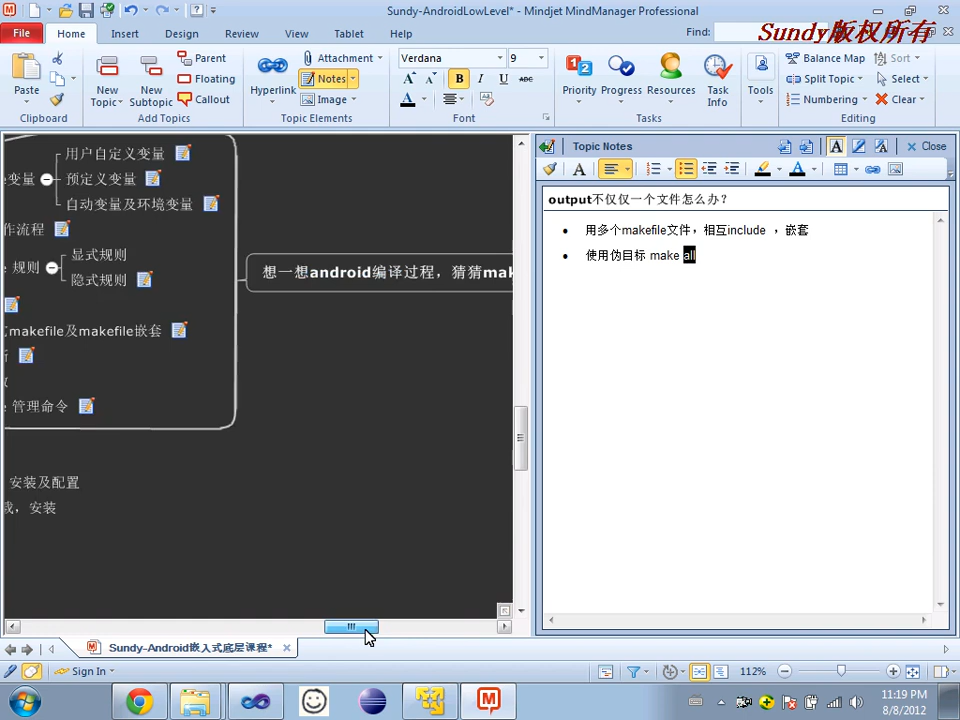 Sundy-AndroidLowLevel* - Mindjet MindManager Professional
File
Home
Insert
Design
Review
View
Tablet
Help
Find:
Sundy版权所有
Paste
Clipboard
New Topic
New Subtopic
Parent
Floating
Callout
Add Topics
Hyperlink
Attachment
Notes
Image
Topic Elements
Verdana
9
B
I
U
ABC
A
Font
Priority
Progress
Resources
Task Info
Tasks
Tools
Balance Map
Sort
Split Topic
Select
Numbering
Clear
Editing
用户自定义变量
变量
预定义变量
自动变量及环境变量
作流程
显式规则
规则
隐式规则
makefile及makefile嵌套
管理命令
安装及配置
安装
想一想android编译过程，猜猜mak
Topic Notes
Close
output不仅仅一个文件怎么办？
• 用多个makefile文件，相互include ，嵌套
• 使用伪目标 make all
Sundy-Android嵌入式底层课程*
Sign In
112%
11:19 PM
8/8/2012